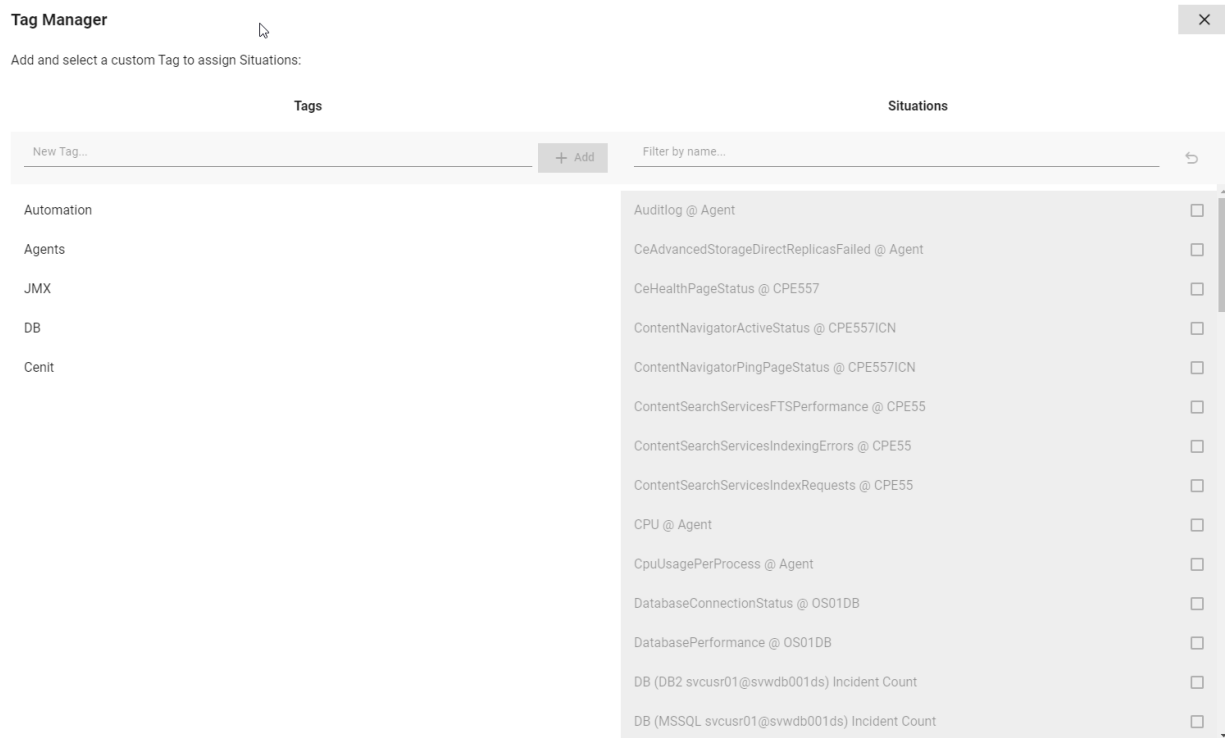 Tag Manager
Add and select a custom Tag to assign Situations:
Tags
Situations
New Tag...
Add
Filter by name...
Automation
Auditlog @ Agent
Agents
CeAdvancedStorageDirectReplicasFailed @ Agent
JMX
CeHealthPageStatus @ CPE557
DB
ContentNavigatorActiveStatus @ CPE557ICN
Cenit
ContentNavigatorPingPageStatus @ CPE557ICN
ContentSearchServicesFTSPerformance @ CPE55
ContentSearchServicesIndexingErrors @ CPE55
ContentSearchServicesIndexRequests @ CPE55
CPU @ Agent
CpuUsagePerProcess @ Agent
DatabaseConnectionStatus @ OS01DB
DatabasePerformance @ OS01DB
DB (DB2 svcusr01@svwdb001ds) Incident Count
DB (MSSQL svcusr01@svwdb001ds) Incident Count